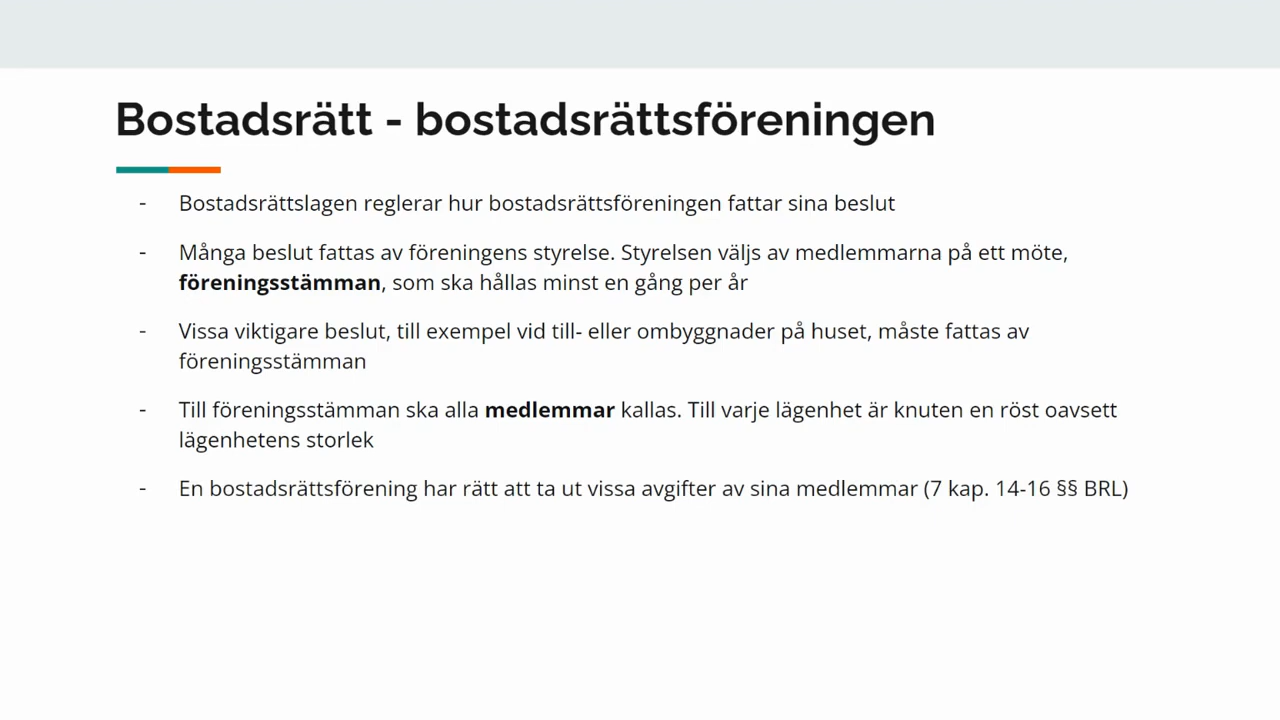 Bostadsrätt - bostadsrättsföreningen
- Bostadsrättslagen reglerar hur bostadsrättsföreningen fattar sina beslut
- Många beslut fattas av föreningens styrelse. Styrelsen väljs av medlemmarna på ett möte,
föreningsstämman, som ska hållas minst en gång per år
- Vissa viktigare beslut, till exempel vid till- eller ombyggnader på huset, måste fattas av
föreningsstämman
- Till föreningsstämman ska alla medlemmar kallas. Till varje lägenhet är knuten en röst oavsett
lägenhetens storlek
- En bostadsrättsförening har rätt att ta ut vissa avgifter av sina medlemmar (7 kap. 14-16 §§ BRL)